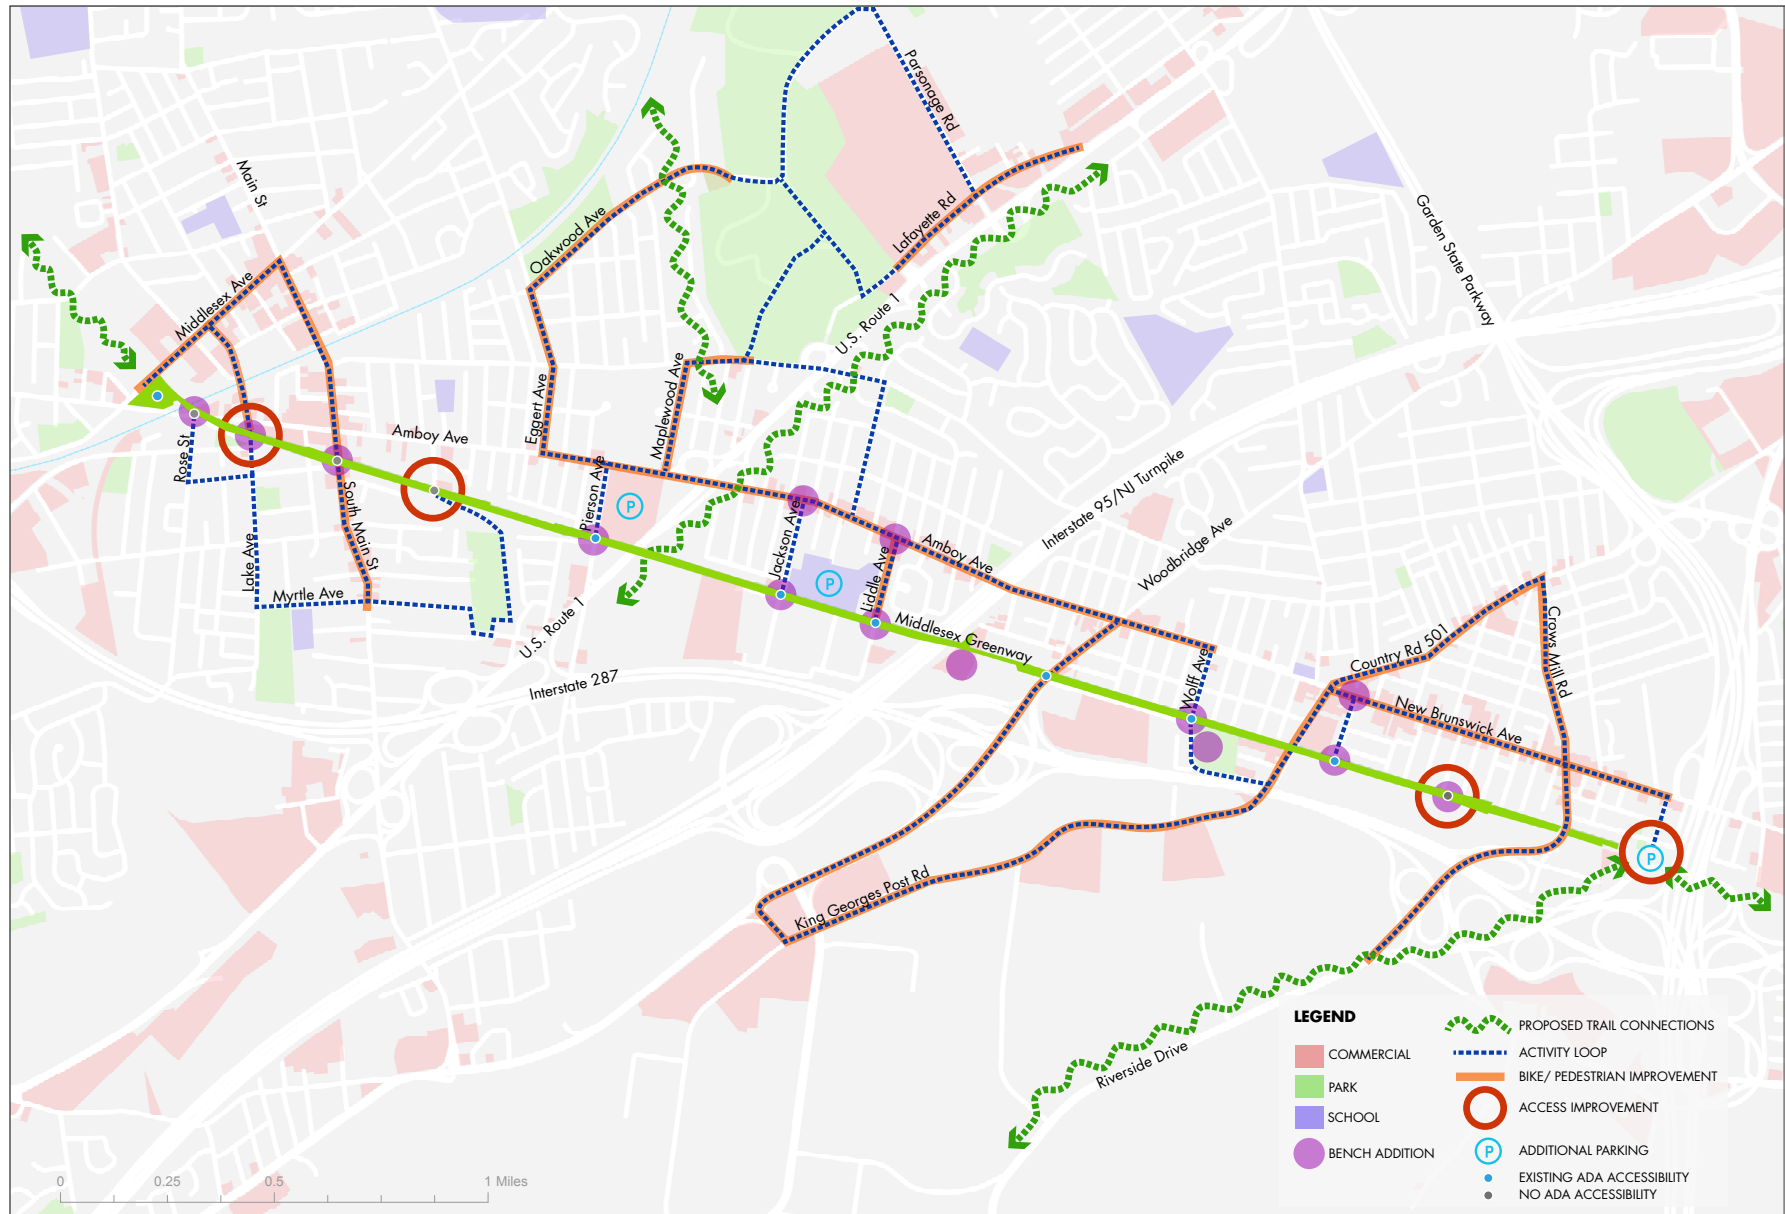 Main St
Parsonage Rd
Oakwood Ave
Lafayette Rd
Garden State Parkway
Middlesex Ave
U.S. Route 1
Eggert Ave
Maplewood Ave
Amboy Ave
Rose St
South Main St
Pierson Ave
P
Jackson Ave
P
Liddle Ave
Amboy Ave
Interstate 95/NJ Turnpike
Woodbridge Ave
Lake Ave
Myrtle Ave
U.S. Route 1
Interstate 287
Middlesex Greenway
Wolff Ave
Country Rd 501
Crows Mill Rd
New Brunswick Ave
King Georges Post Rd
P
Riverside Drive
LEGEND
COMMERCIAL
PARK
SCHOOL
BENCH ADDITION
PROPOSED TRAIL CONNECTIONS
ACTIVITY LOOP
BIKE/ PEDESTRIAN IMPROVEMENT
ACCESS IMPROVEMENT
P ADDITIONAL PARKING
EXISTING ADA ACCESSIBILITY
NO ADA ACCESSIBILITY
0 0.25 0.5 1 Miles